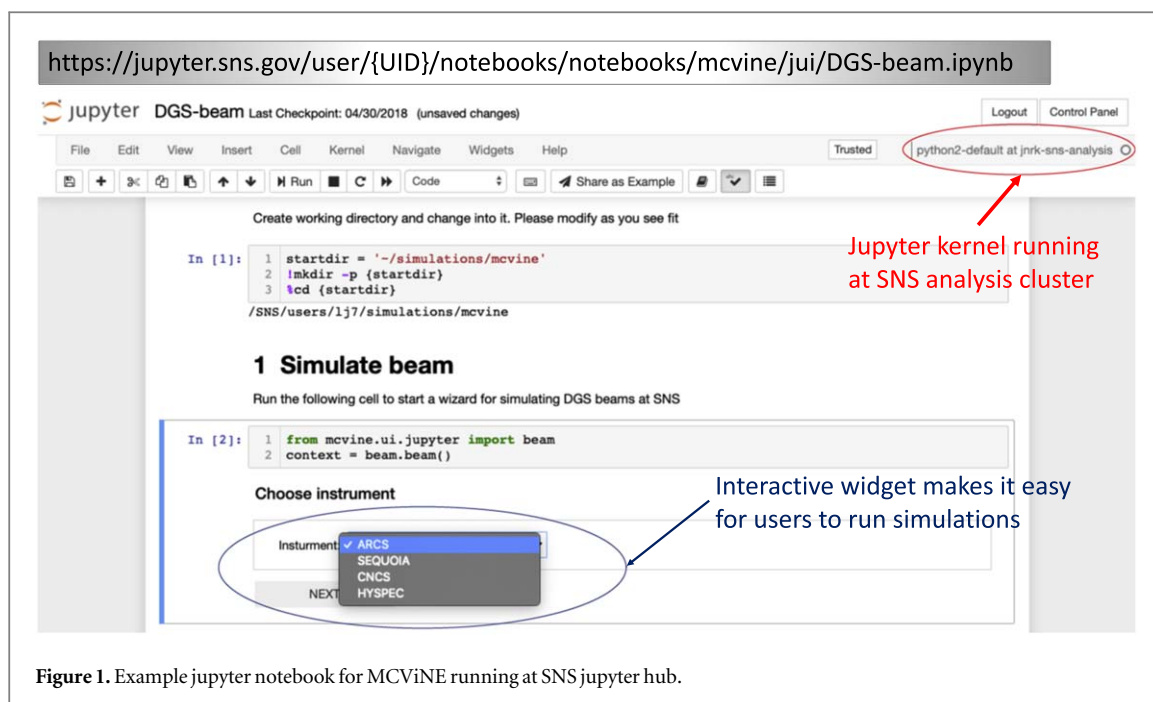 https://jupyter.sns.gov/user/{UID}/notebooks/notebooks/mcvine/jui/DGS-beam.ipynb
jupyter DGS-beam Last Checkpoint: 04/30/2018 (unsaved changes) Logout Control Panel
File Edit View Insert Cell Kernel Navigate Widgets Help Trusted python2-default at jnrk-sns-analysis
Run Code Share as Example
Create working directory and change into it. Please modify as you see fit
Jupyter kernel running
at SNS analysis cluster
In [1]: 1 startdir = '~/simulations/mcvine'
2 !mkdir -p {startdir}
3 %cd {startdir}
/SNS/users/lj7/simulations/mcvine
1 Simulate beam
Run the following cell to start a wizard for simulating DGS beams at SNS
In [2]: 1 from mcvine.ui.jupyter import beam
2 context = beam.beam()
Interactive widget makes it easy
for users to run simulations
Choose instrument
Insturment: ✓ ARCS
SEQUOIA
CNCS
NEXT HYSPEC
Figure 1. Example jupyter notebook for MCViNE running at SNS jupyter hub.